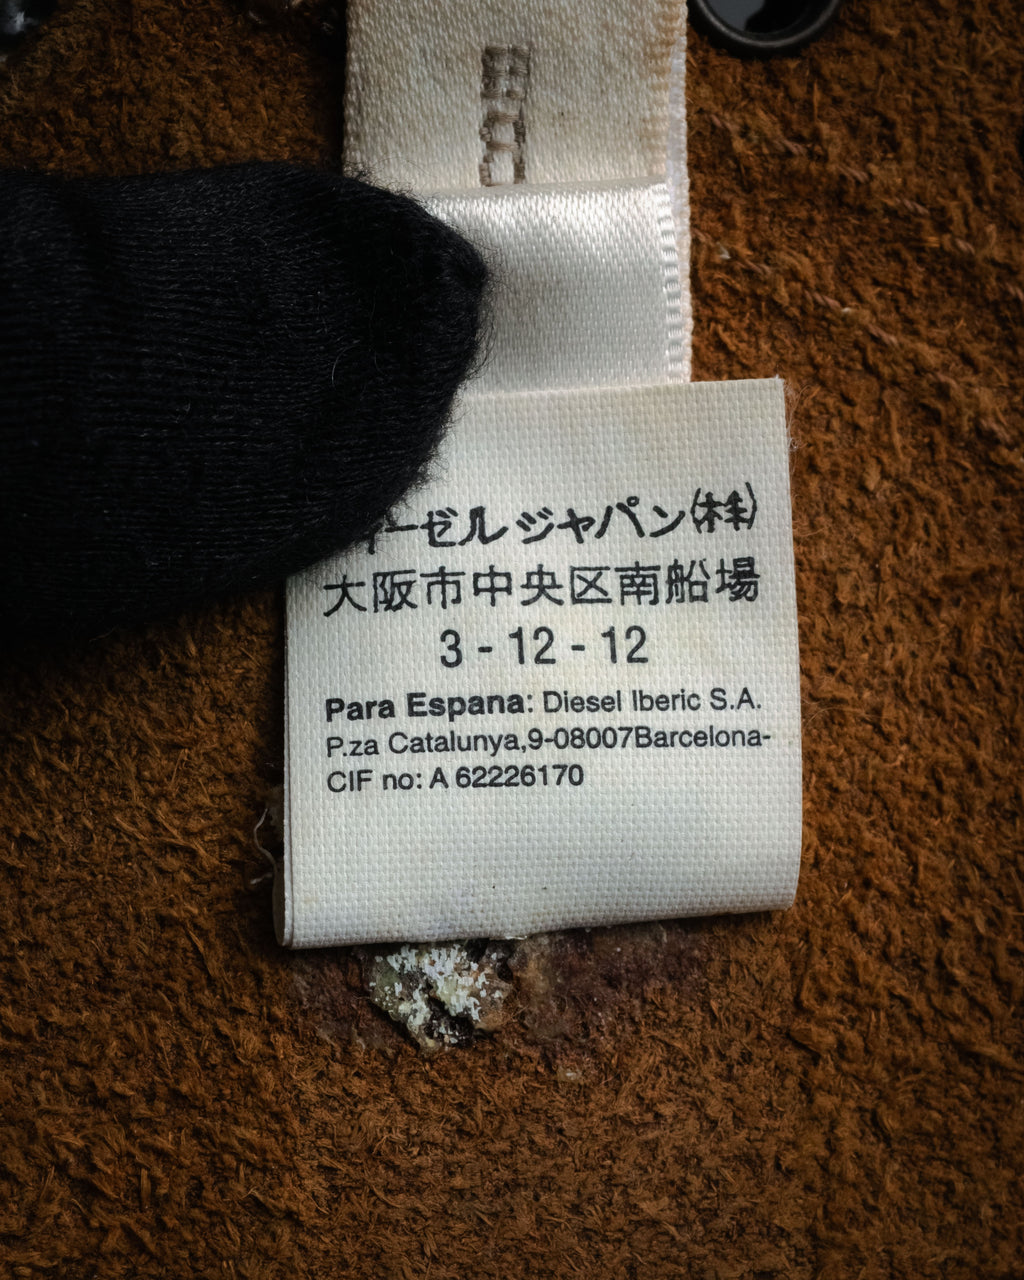 ーゼルジャパン(株)
大阪市中央区南船場
3 - 12 - 12
Para Espana: Diesel Iberic S.A.
P.za Catalunya,9-08007Barcelona-
CIF no: A 62226170